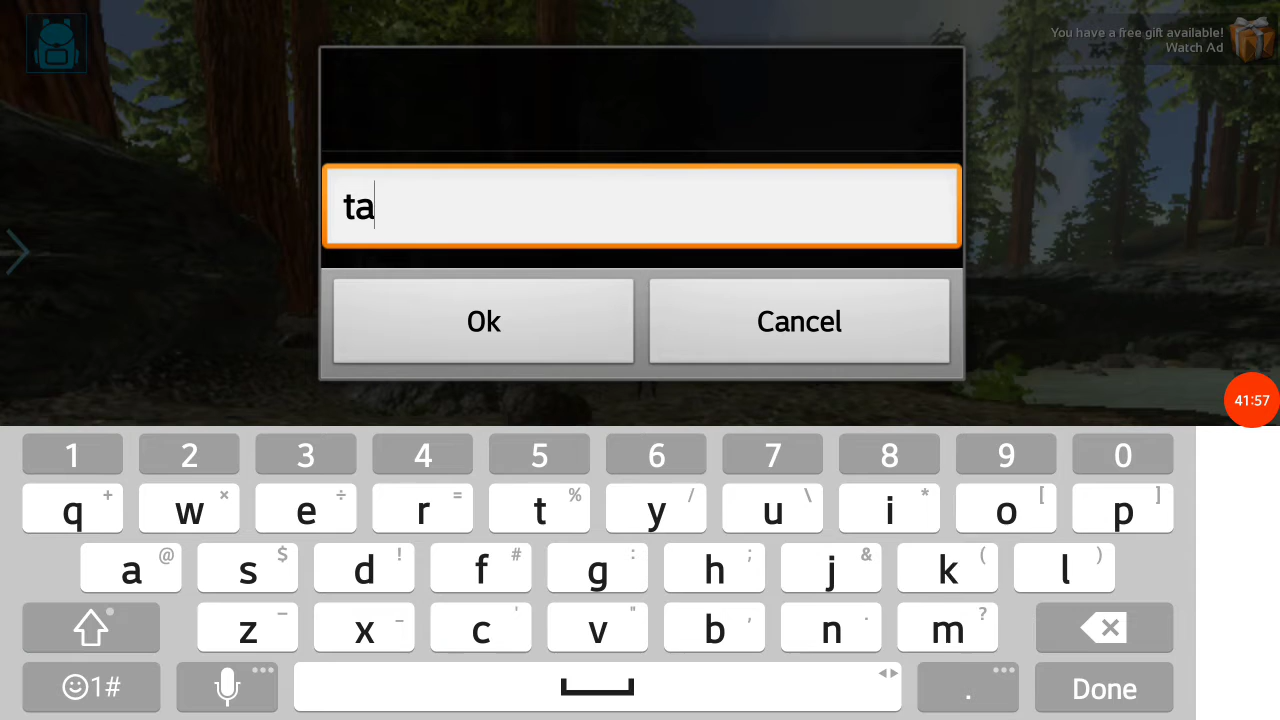 You have a free gift available!
Watch Ad
ta
Ok Cancel
41:57
1 2 3 4 5 6 7 8 9 0
q + w × e ÷ r = t % y / u \ i * o [ p ]
a @ s $ d ! f # g : h ; j & k ( l )
z - x _ c ' v " b , n . m ?
1# . Done